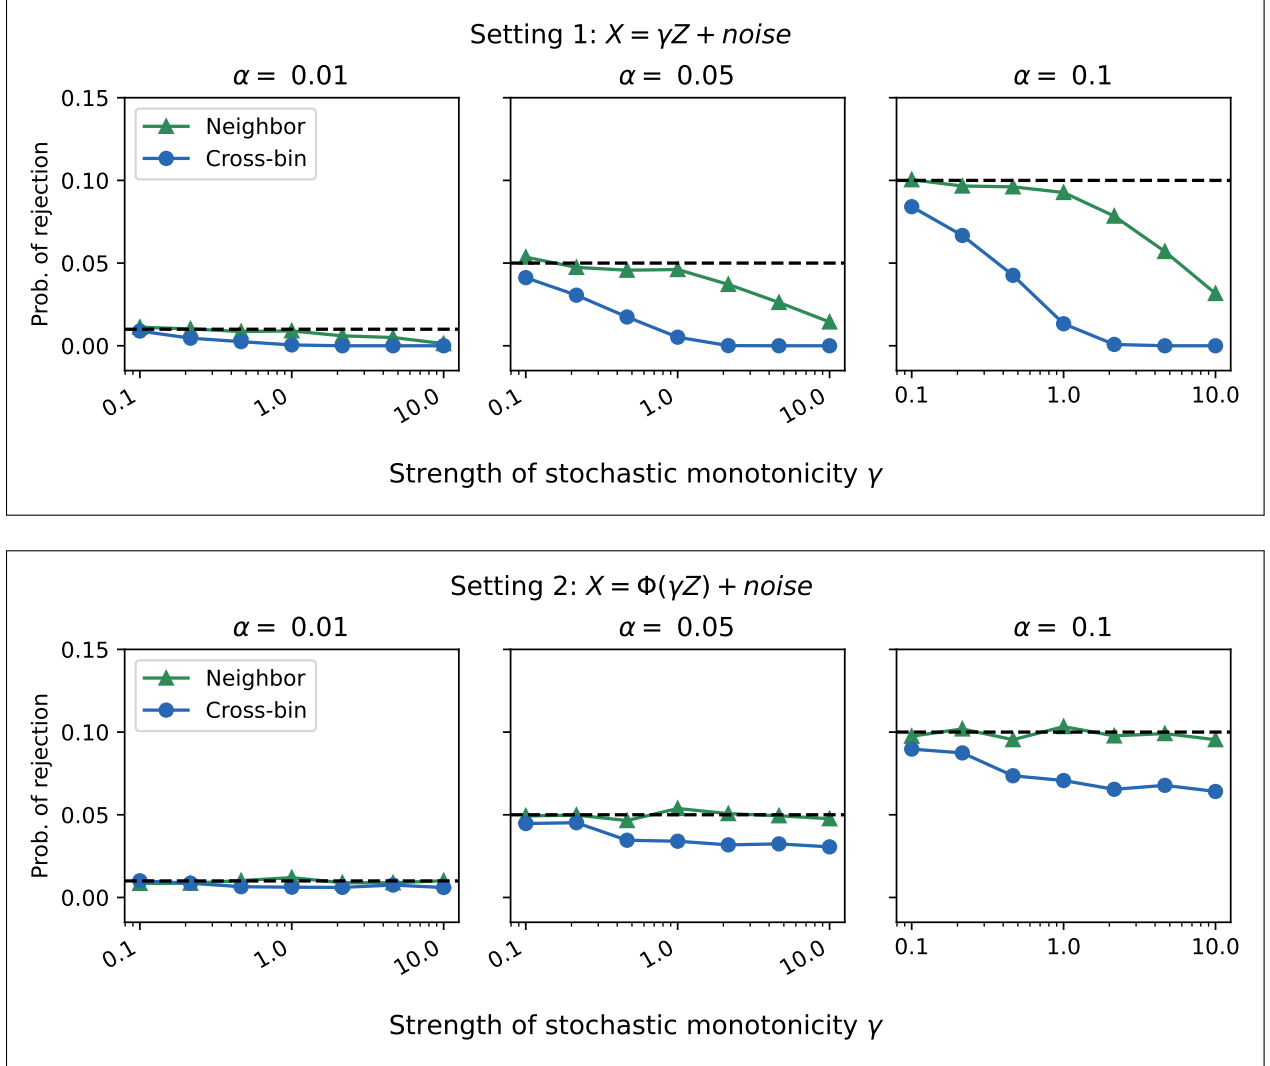 Setting 1: X = γZ + noise
α = 0.01
α = 0.05
α = 0.1
Prob. of rejection
0.15
0.10
0.05
0.00
Neighbor
Cross-bin
0.1 1.0 10.0
0.1 1.0 10.0
0.1 1.0 10.0
Strength of stochastic monotonicity γ
Setting 2: X = Φ(γZ) + noise
α = 0.01
α = 0.05
α = 0.1
Prob. of rejection
0.15
0.10
0.05
0.00
Neighbor
Cross-bin
0.1 1.0 10.0
0.1 1.0 10.0
0.1 1.0 10.0
Strength of stochastic monotonicity γ